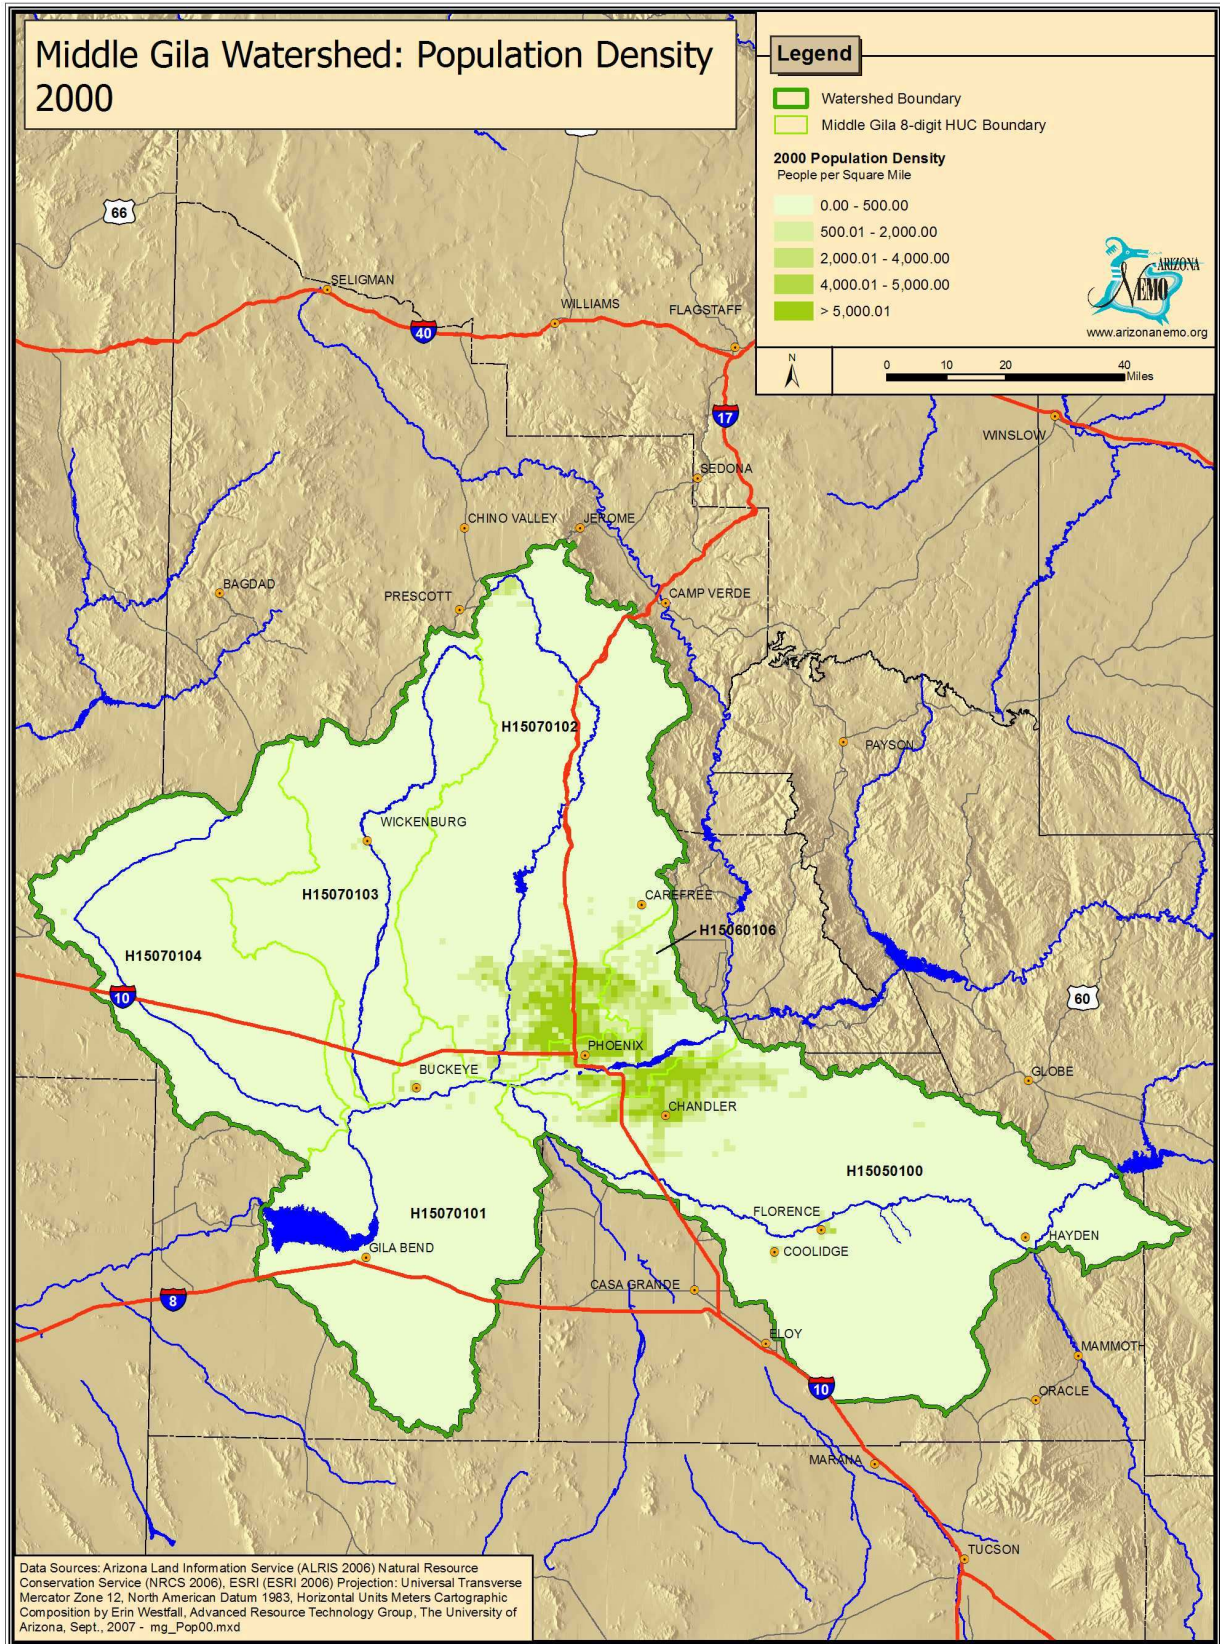 Middle Gila Watershed: Population Density
2000
Legend
Watershed Boundary
Middle Gila 8-digit HUC Boundary
2000 Population Density
People per Square Mile
0.00 - 500.00
500.01 - 2,000.00
2,000.01 - 4,000.00
4,000.01 - 5,000.00
> 5,000.01
ARIZONA
NEMO
www.arizonanemo.org
N
0 10 20 40
Miles
66
SELIGMAN
40
WILLIAMS
FLAGSTAFF
17
WINSLOW
SEDONA
CHINO VALLEY
JEROME
BAGDAD
PRESCOTT
CAMP VERDE
H15070102
PAYSON
WICKENBURG
H15070103
CAREFREE
H15060106
H15070104
10
60
PHOENIX
BUCKEYE
GLOBE
CHANDLER
H15050100
H15070101
FLORENCE
HAYDEN
GILA BEND
COOLIDGE
CASA GRANDE
8
ELOY
MAMMOTH
10
ORACLE
MARANA
TUCSON
Data Sources: Arizona Land Information Service (ALRIS 2006) Natural Resource
Conservation Service (NRCS 2006), ESRI (ESRI 2006) Projection: Universal Transverse
Mercator Zone 12, North American Datum 1983, Horizontal Units Meters Cartographic
Composition by Erin Westfall, Advanced Resource Technology Group, The University of
Arizona, Sept., 2007 - mg_Pop00.mxd